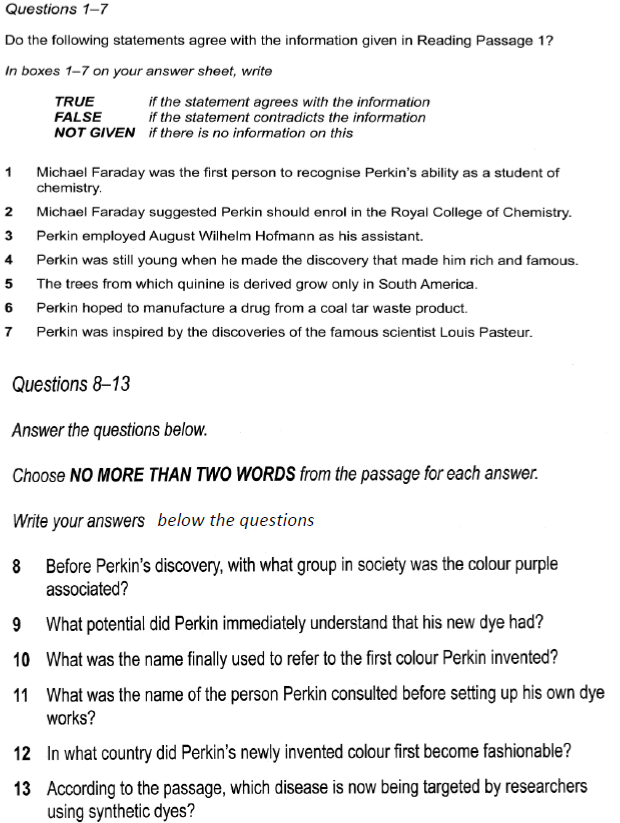 Questions 1–7
Do the following statements agree with the information given in Reading Passage 1?
In boxes 1–7 on your answer sheet, write
TRUE if the statement agrees with the information
FALSE if the statement contradicts the information
NOT GIVEN if there is no information on this
1 Michael Faraday was the first person to recognise Perkin's ability as a student of
chemistry.
2 Michael Faraday suggested Perkin should enrol in the Royal College of Chemistry.
3 Perkin employed August Wilhelm Hofmann as his assistant.
4 Perkin was still young when he made the discovery that made him rich and famous.
5 The trees from which quinine is derived grow only in South America.
6 Perkin hoped to manufacture a drug from a coal tar waste product.
7 Perkin was inspired by the discoveries of the famous scientist Louis Pasteur.
Questions 8–13
Answer the questions below.
Choose NO MORE THAN TWO WORDS from the passage for each answer.
Write your answers below the questions
8 Before Perkin's discovery, with what group in society was the colour purple
associated?
9 What potential did Perkin immediately understand that his new dye had?
10 What was the name finally used to refer to the first colour Perkin invented?
11 What was the name of the person Perkin consulted before setting up his own dye
works?
12 In what country did Perkin's newly invented colour first become fashionable?
13 According to the passage, which disease is now being targeted by researchers
using synthetic dyes?